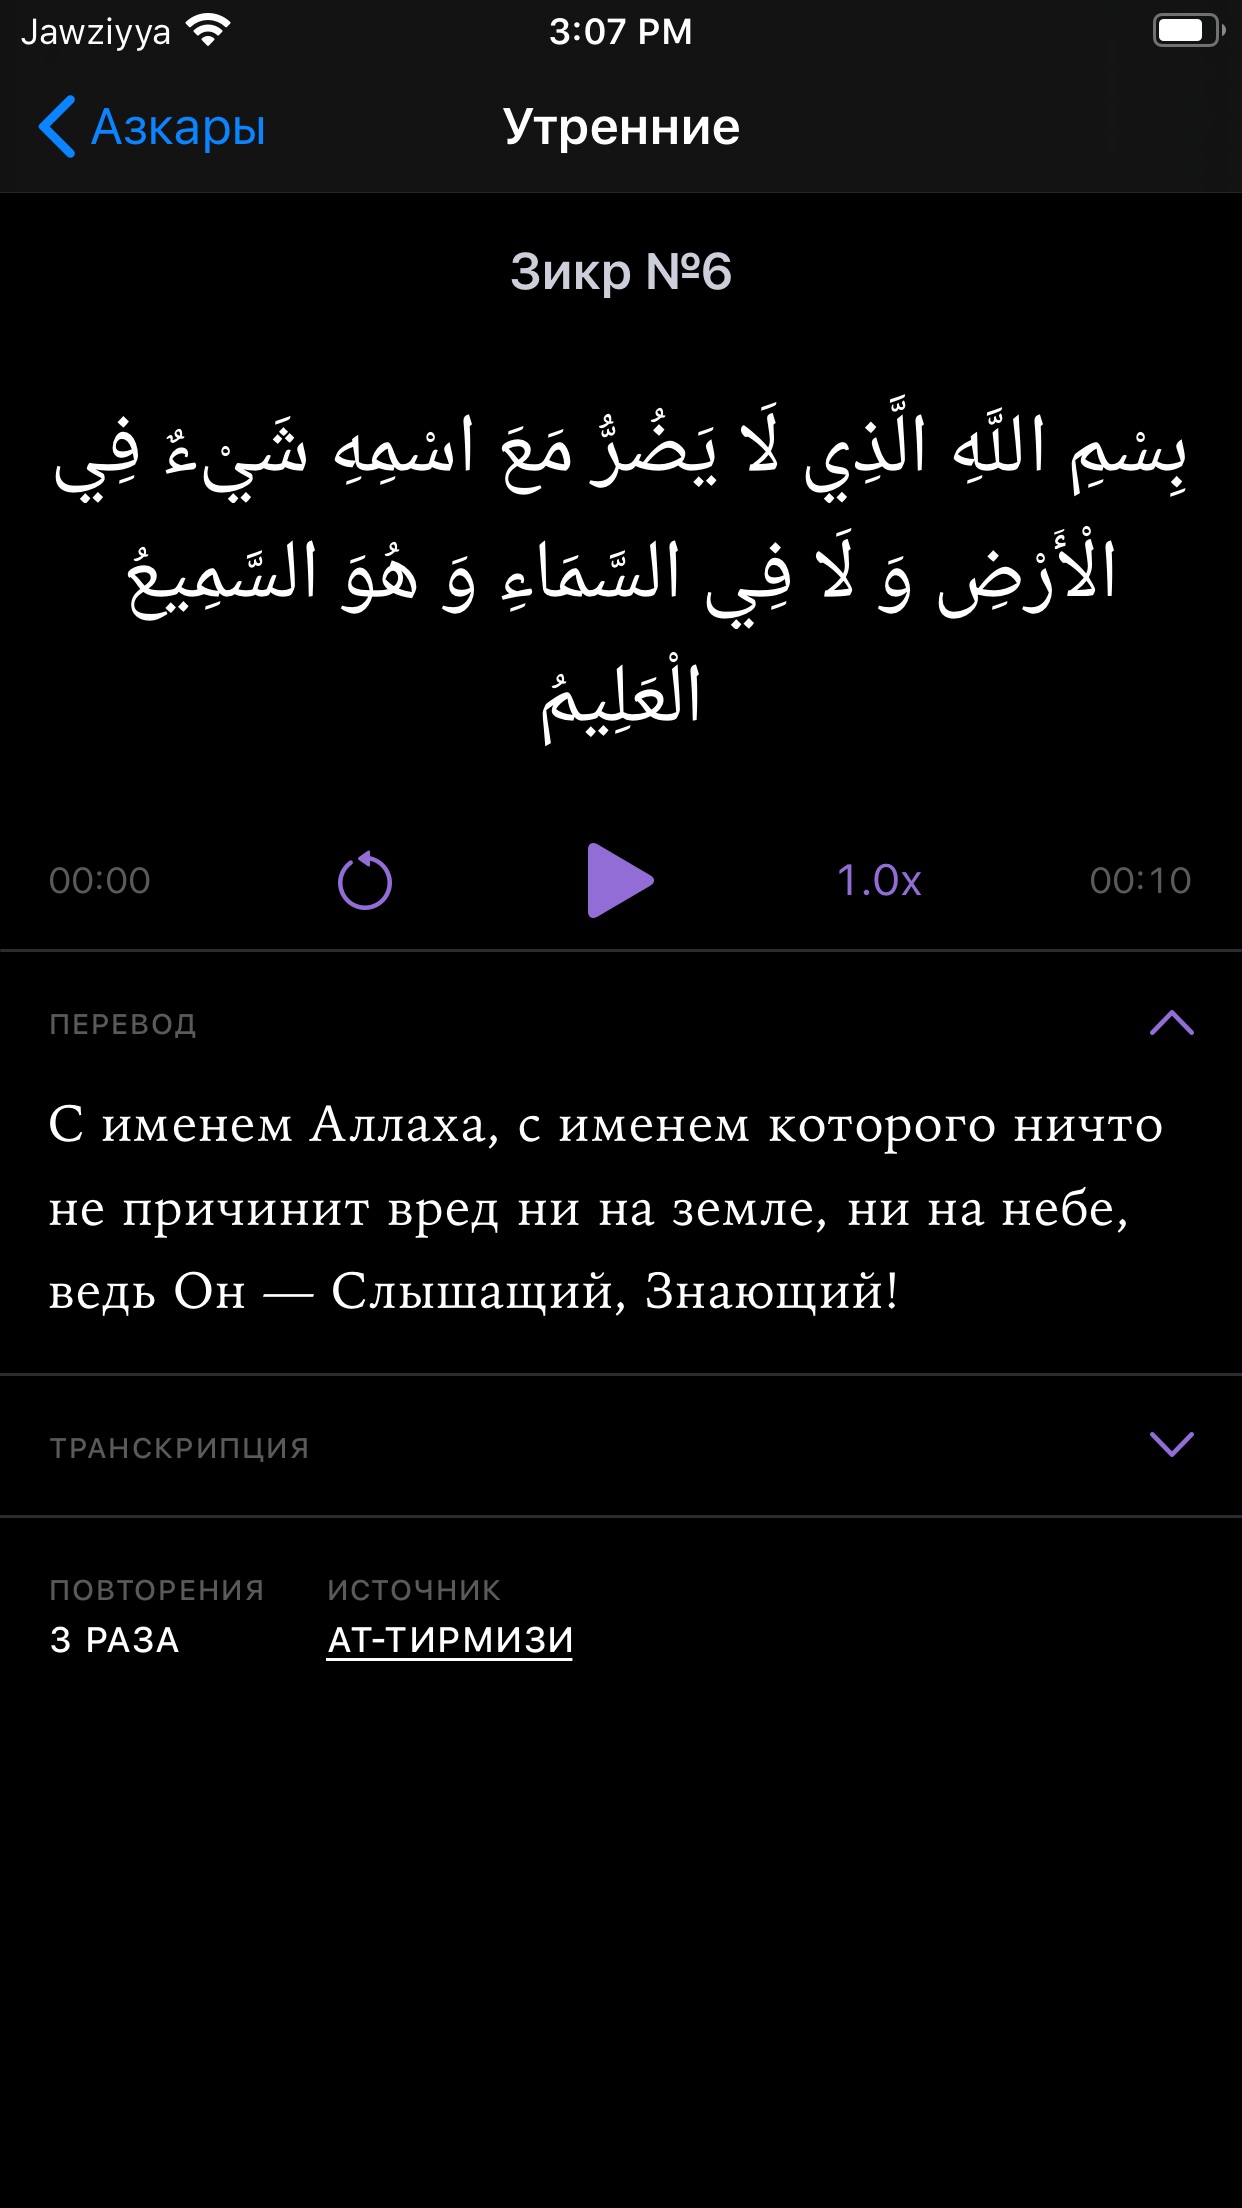 Jawziyya
3:07 PM
Азкары
Утренние
Зикр №6
بِسْمِ اللَّهِ الَّذِي لَا يَضُرُّ مَعَ اسْمِهِ شَيْءٌ فِي
الْأَرْضِ وَ لَا فِي السَّمَاءِ وَ هُوَ السَّمِيعُ
الْعَلِيمُ
00:00
1.0x
00:10
ПЕРЕВОД
С именем Аллаха, с именем которого ничто
не причинит вред ни на земле, ни на небе,
ведь Он — Слышащий, Знающий!
ТРАНСКРИПЦИЯ
ПОВТОРЕНИЯ
3 РАЗА
ИСТОЧНИК
АТ-ТИРМИЗИ